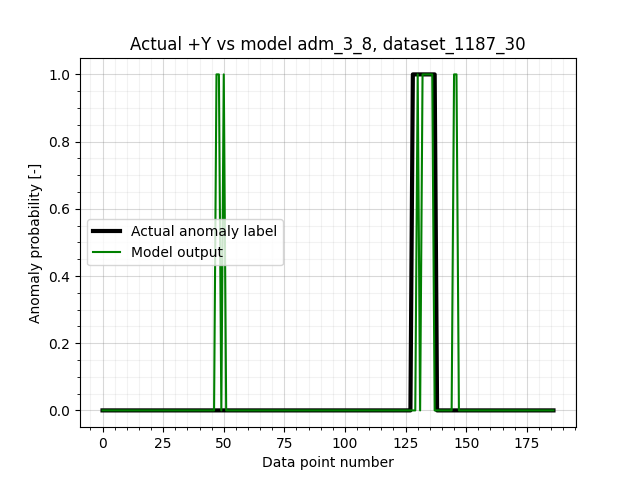 Actual +Y vs model adm_3_8, dataset_1187_30
Anomaly probability [-]
1.0
0.8
0.6
0.4
0.2
0.0
Actual anomaly label
Model output
0 25 50 75 100 125 150 175
Data point number